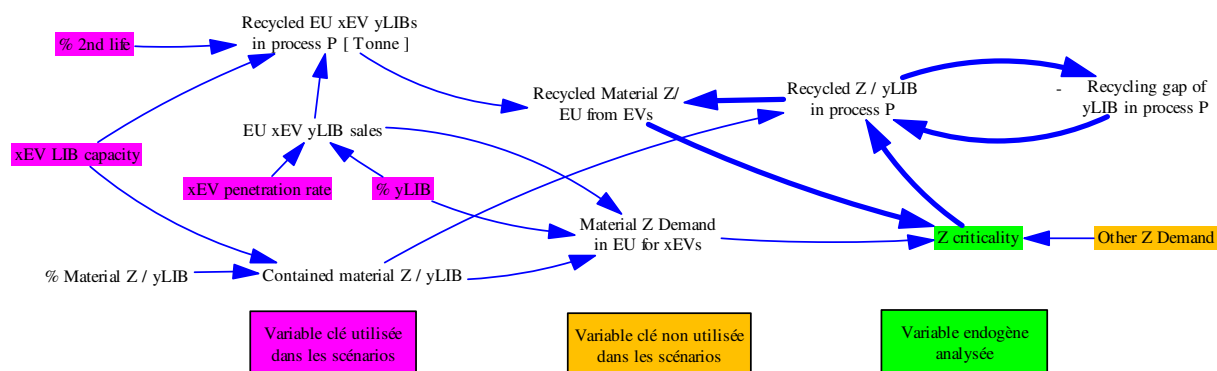 Recycled EU xEV yLIBs
in process P [ Tonne ]
% 2nd life
Recycled Material Z/
EU from EVs
Recycled Z / yLIB
in process P
-
Recycling gap of
yLIB in process P
EU xEV yLIB sales
xEV LIB capacity
xEV penetration rate
% yLIB
Material Z Demand
in EU for xEVs
Z criticality
Other Z Demand
% Material Z / yLIB
Contained material Z / yLIB
Variable clé utilisée
dans les scénarios
Variable clé non utilisée
dans les scénarios
Variable endogène
analysée